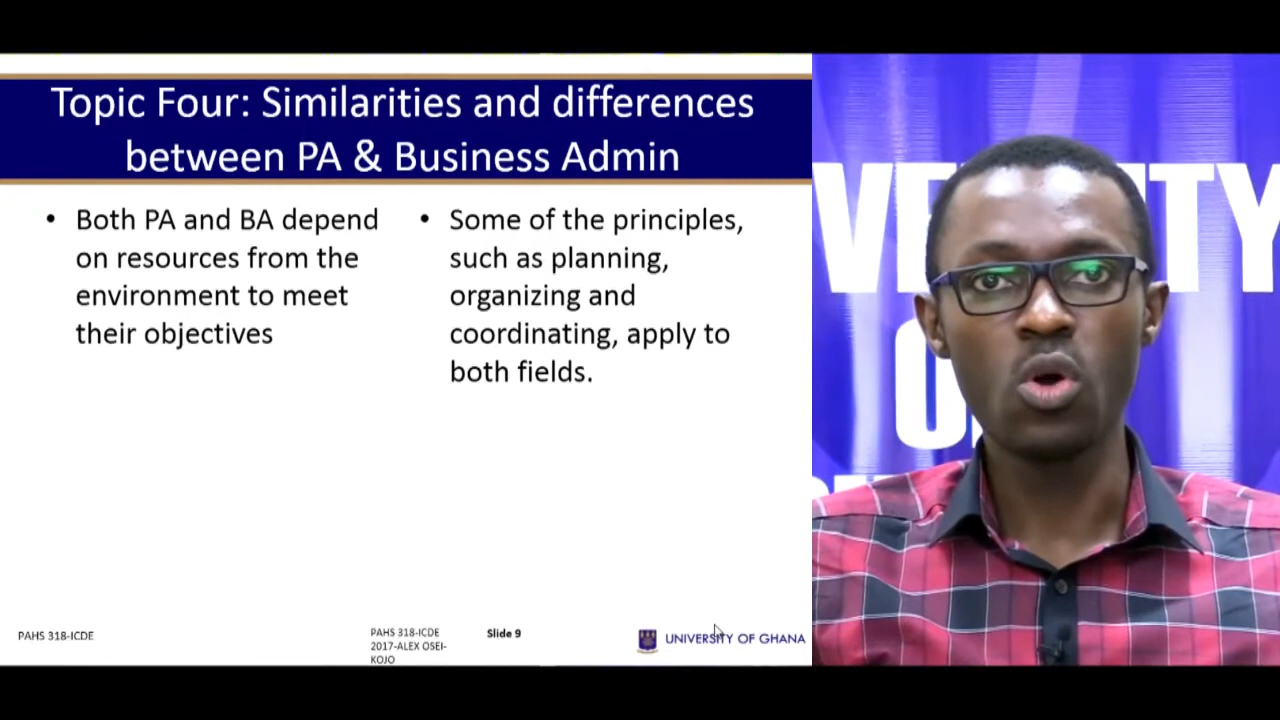 Topic Four: Similarities and differences
between PA & Business Admin
• Both PA and BA depend
on resources from the
environment to meet
their objectives
• Some of the principles,
such as planning,
organizing and
coordinating, apply to
both fields.
VE
ITY
O
PAHS 318-ICDE
PAHS 318-ICDE
2017-ALEX OSEI-
KOJO
Slide 9
UNIVERSITY OF GHANA